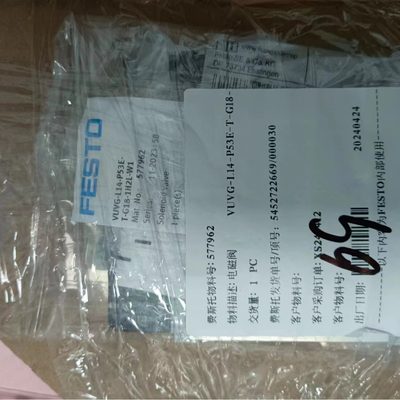 FESTO
VUVG-L14-P53E-
T-G18-1H2L-W1
Mat. No. 577962
Series
Solenoid valve
1 piece(s)
费斯托物料号: 577962 VUVG-L14-P53E-T-G18-
物料描述: 电磁阀
交货量: 1 PC
费斯托发货单号/项号: 5452722669/000030
客户物料号:
客户采购订单: XS24
客户物料号:
出厂日期: 20240424
以下内容为FESTO内部使用
69